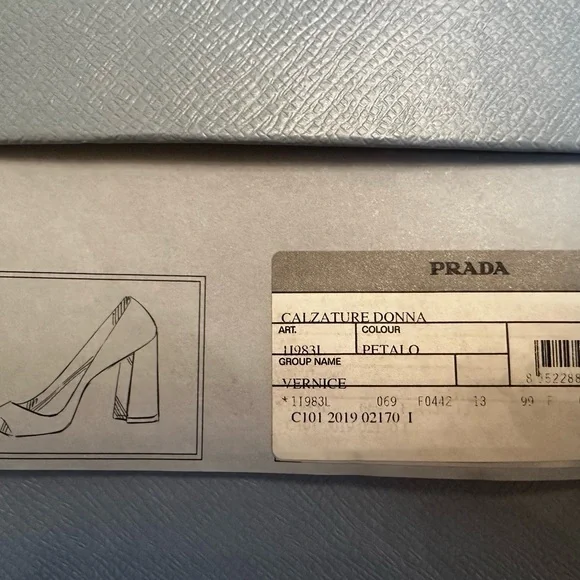 PRADA
CALZATURE DONNA
ART. COLOUR
1I983L PETALO
GROUP NAME
VERNICE
*1I983L 069 F0442 13 99 F
C101 2019 02170 I